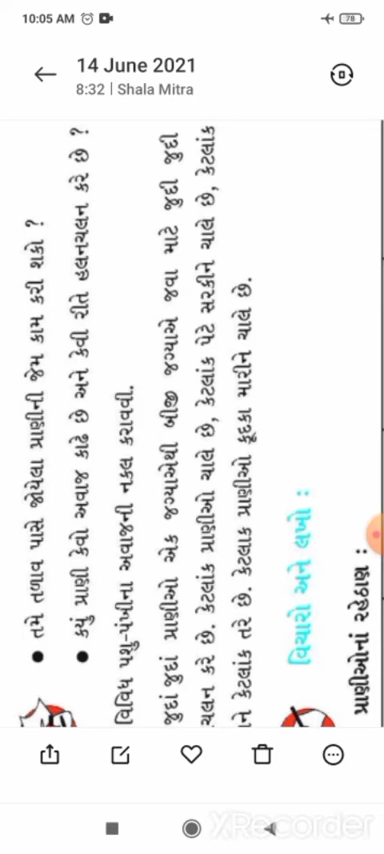 10:05 AM
78
14 June 2021
8:32 | Shala Mitra
● તમે તળાવ પાસે જોયેલા પ્રાણીની જેમ કામ કરી શકો ?
● કયું પ્રાણી કેવો અવાજ કાઢે છે અને કેવી રીતે હલનચલન કરે છે ?
વિવિધ પશુ-પંખીના અવાજની નકલ કરાવવી.
જુદાં જુદાં પ્રાણીઓ એક જગ્યાએથી બીજી જગ્યાએ જવા માટે જુદી જુદી
ચલન કરે છે. કેટલાંક પ્રાણીઓ ચાલે છે, કેટલાંક પેટે સરકીને ચાલે છે, કેટલાંક
ને કેટલાંક તરે છે. કેટલાક પ્રાણીઓ કૂદકા મારીને ચાલે છે.
વિચારો અને લખો :
પ્રાણીઓનાં રહેઠાણ :
XRecorder